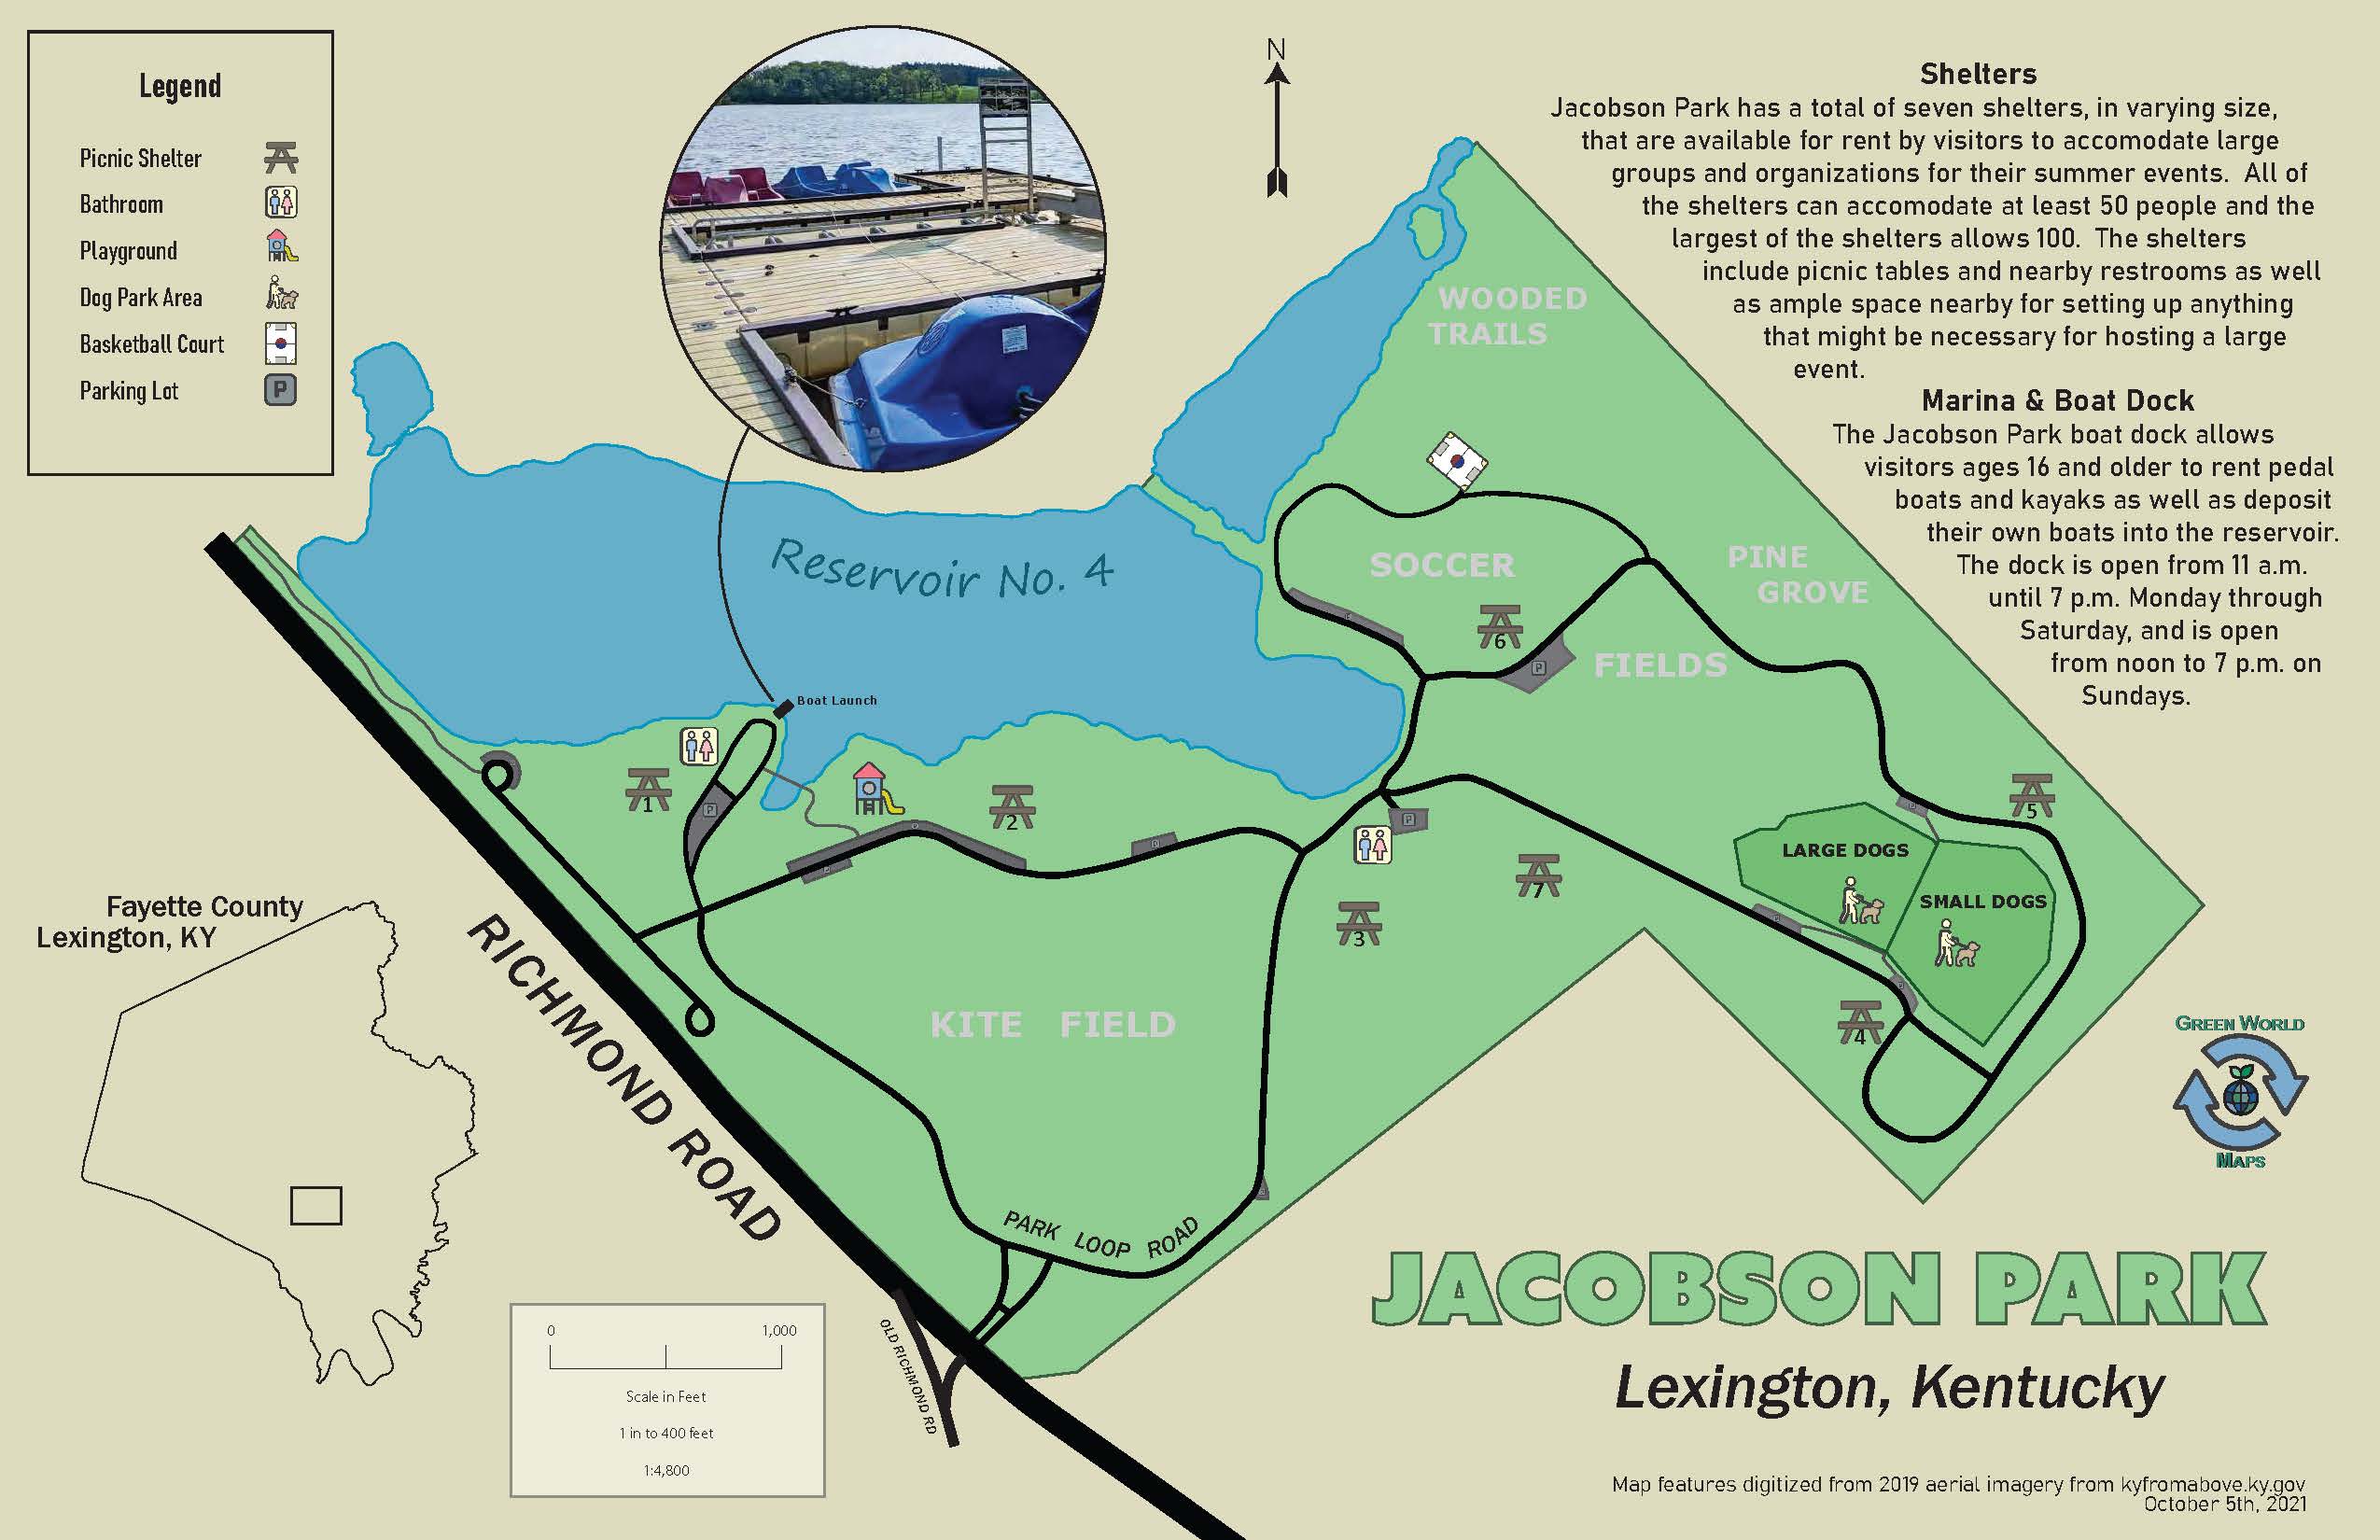 Legend
Picnic Shelter
Bathroom
Playground
Dog Park Area
Basketball Court
Parking Lot
P
N
Shelters
Jacobson Park has a total of seven shelters, in varying size,
that are available for rent by visitors to accomodate large
groups and organizations for their summer events. All of
the shelters can accomodate at least 50 people and the
largest of the shelters allows 100. The shelters
include picnic tables and nearby restrooms as well
as ample space nearby for setting up anything
that might be necessary for hosting a large
event.
Marina & Boat Dock
The Jacobson Park boat dock allows
visitors ages 16 and older to rent pedal
boats and kayaks as well as deposit
their own boats into the reservoir.
The dock is open from 11 a.m.
until 7 p.m. Monday through
Saturday, and is open
from noon to 7 p.m. on
Sundays.
WOODED
TRAILS
SOCCER
FIELDS
PINE
GROVE
Reservoir No. 4
Boat Launch
1
2
3
4
5
6
7
P
P
P
LARGE DOGS
SMALL DOGS
KITE FIELD
PARK LOOP ROAD
RICHMOND ROAD
OLD RICHMOND RD
Fayette County
Lexington, KY
0
1,000
Scale in Feet
1 in to 400 feet
1:4,800
GREEN WORLD
MAPS
JACOBSON PARK
Lexington, Kentucky
Map features digitized from 2019 aerial imagery from kyfromabove.ky.gov
October 5th, 2021